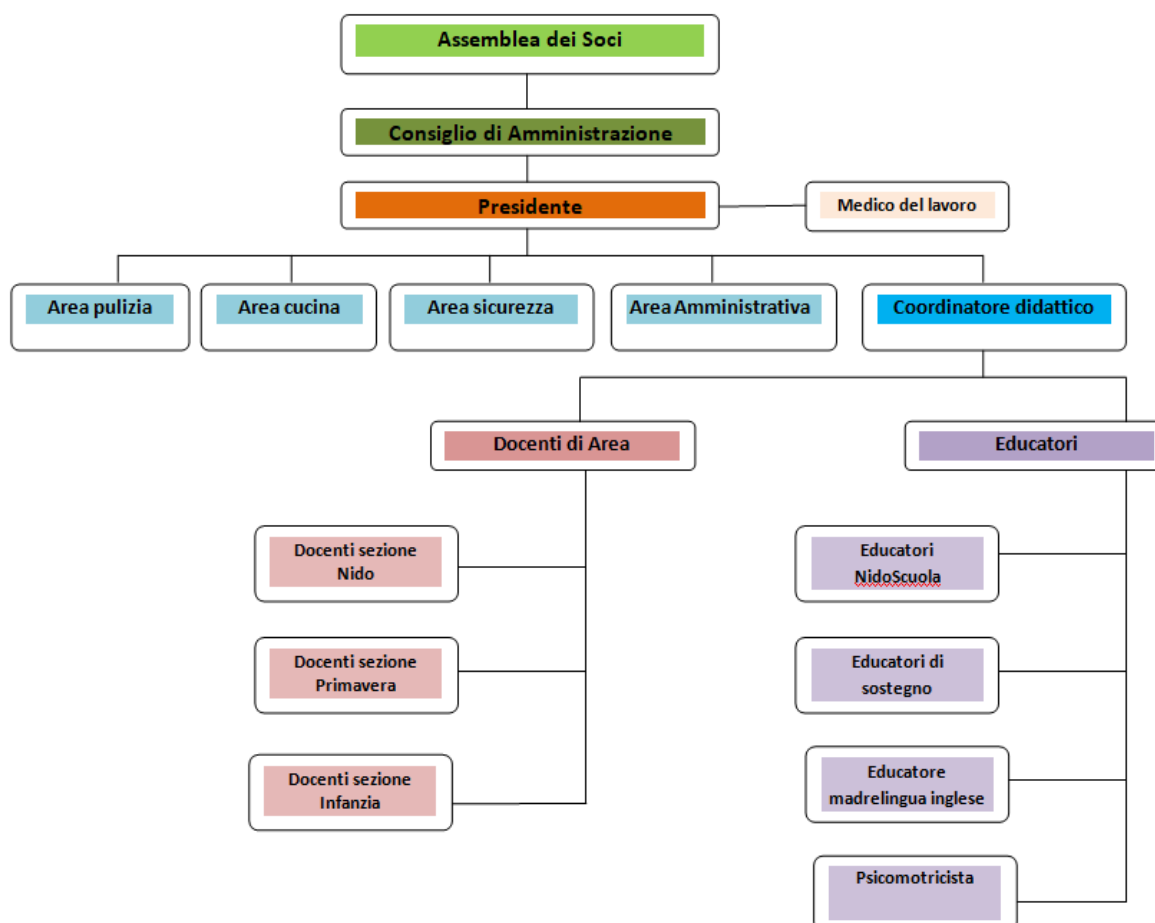 Assemblea dei Soci
Consiglio di Amministrazione
Presidente
Medico del lavoro
Area pulizia
Area cucina
Area sicurezza
Area Amministrativa
Coordinatore didattico
Docenti di Area
Educatori
Docenti sezione
Nido
Educatori
NidoScuola
Docenti sezione
Primavera
Educatori di
sostegno
Docenti sezione
Infanzia
Educatore
madrelingua inglese
Psicomotricista